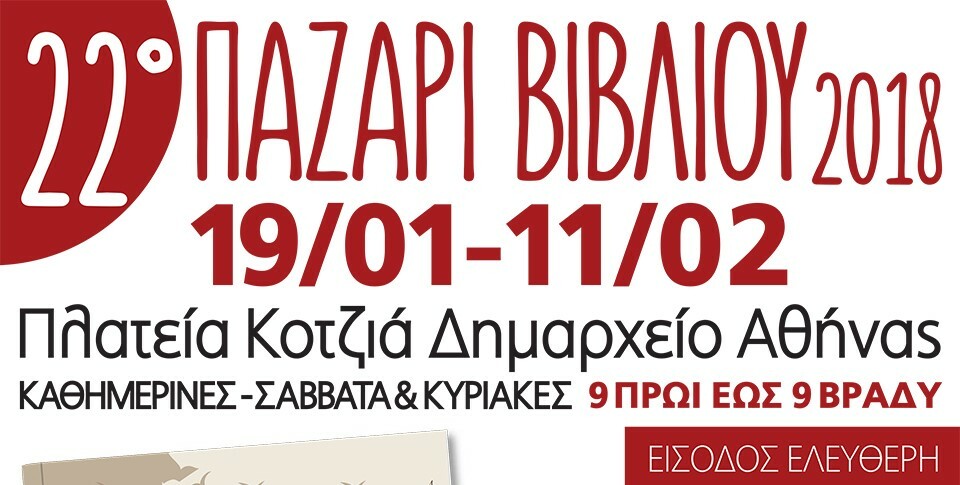 22ο ΠΑΖΑΡΙ ΒΙΒΛΙΟΥ 2018
19/01-11/02
Πλατεία Κοτζιά Δημαρχείο Αθήνας
ΚΑΘΗΜΕΡΙΝΕΣ-ΣΑΒΒΑΤΑ & ΚΥΡΙΑΚΕΣ 9 ΠΡΩΙ ΕΩΣ 9 ΒΡΑΔΥ
ΕΙΣΟΔΟΣ ΕΛΕΥΘΕΡΗ